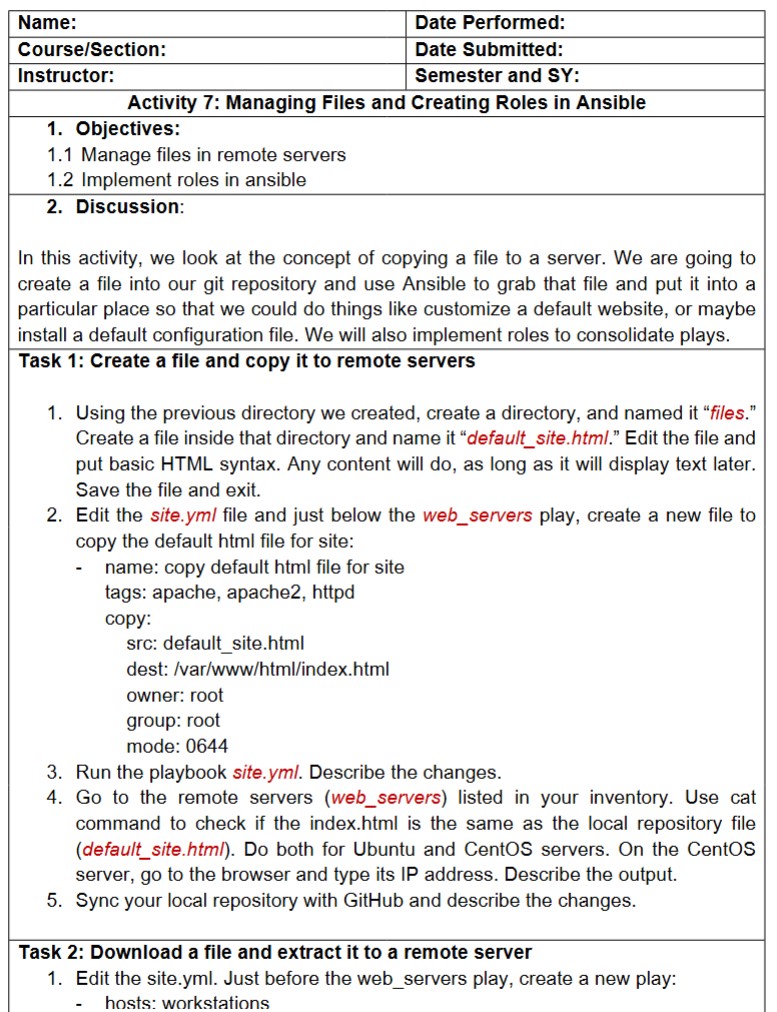 Name:
Date Performed:
Course/Section:
Date Submitted:
Instructor:
Semester and SY:
Activity 7: Managing Files and Creating Roles in Ansible
1. Objectives:
1.1 Manage files in remote servers
1.2 Implement roles in ansible
2. Discussion:
In this activity, we look at the concept of copying a file to a server. We are going to
create a file into our git repository and use Ansible to grab that file and put it into a
particular place so that we could do things like customize a default website, or maybe
install a default configuration file. We will also implement roles to consolidate plays.
Task 1: Create a file and copy it to remote servers
1. Using the previous directory we created, create a directory, and named it “files.”
Create a file inside that directory and name it “default_site.html.” Edit the file and
put basic HTML syntax. Any content will do, as long as it will display text later.
Save the file and exit.
2. Edit the site.yml file and just below the web_servers play, create a new file to
copy the default html file for site:
- name: copy default html file for site
tags: apache, apache2, httpd
copy:
src: default_site.html
dest: /var/www/html/index.html
owner: root
group: root
mode: 0644
3. Run the playbook site.yml. Describe the changes.
4. Go to the remote servers (web_servers) listed in your inventory. Use cat
command to check if the index.html is the same as the local repository file
(default_site.html). Do both for Ubuntu and CentOS servers. On the CentOS
server, go to the browser and type its IP address. Describe the output.
5. Sync your local repository with GitHub and describe the changes.
Task 2: Download a file and extract it to a remote server
1. Edit the site.yml. Just before the web_servers play, create a new play:
- hosts: workstations